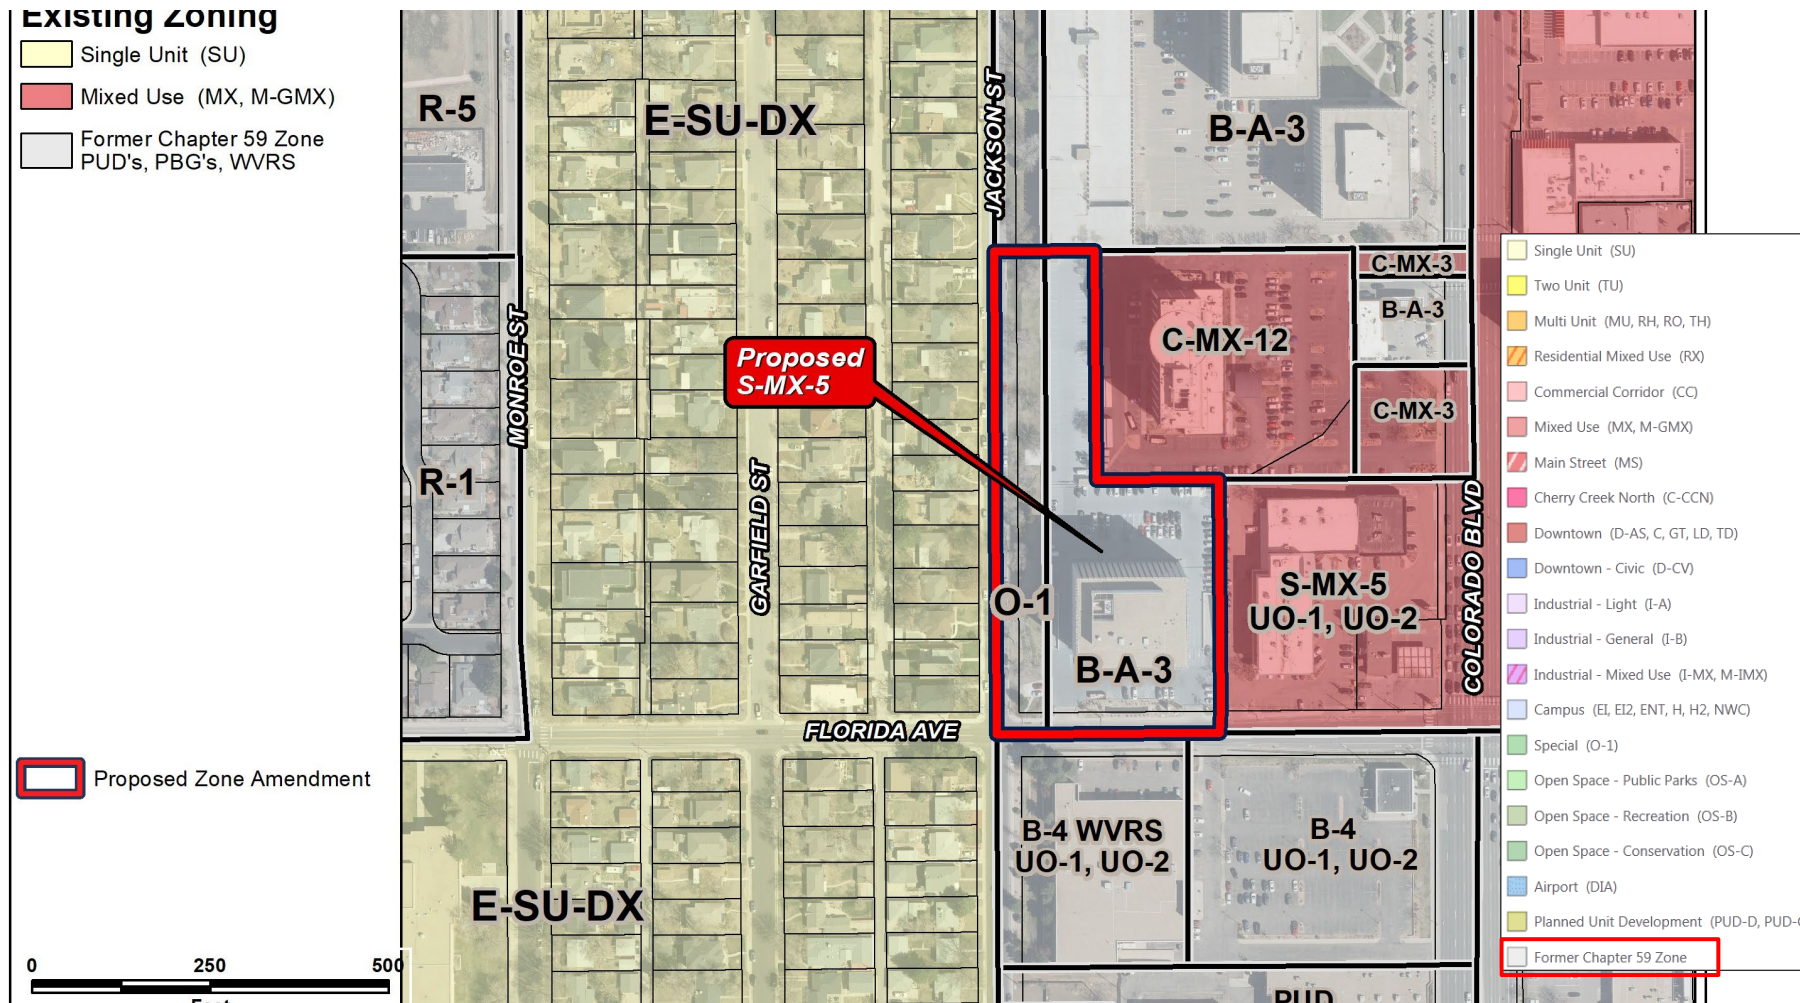 Existing Zoning
Single Unit (SU)
Mixed Use (MX, M-GMX)
Former Chapter 59 Zone
PUD's, PBG's, WVRS
Proposed Zone Amendment
0 250 500
Feet
R-5
E-SU-DX
JACKSON ST
B-A-3
C-MX-3
B-A-3
C-MX-12
C-MX-3
Proposed
S-MX-5
MONROE ST
R-1
GARFIELD ST
O-1
B-A-3
S-MX-5
UO-1, UO-2
COLORADO BLVD
FLORIDA AVE
B-4 WVRS
UO-1, UO-2
B-4
UO-1, UO-2
E-SU-DX
PUD
Single Unit (SU)
Two Unit (TU)
Multi Unit (MU, RH, RO, TH)
Residential Mixed Use (RX)
Commercial Corridor (CC)
Mixed Use (MX, M-GMX)
Main Street (MS)
Cherry Creek North (C-CCN)
Downtown (D-AS, C, GT, LD, TD)
Downtown - Civic (D-CV)
Industrial - Light (I-A)
Industrial - General (I-B)
Industrial - Mixed Use (I-MX, M-IMX)
Campus (EI, EI2, ENT, H, H2, NWC)
Special (O-1)
Open Space - Public Parks (OS-A)
Open Space - Recreation (OS-B)
Open Space - Conservation (OS-C)
Airport (DIA)
Planned Unit Development (PUD-D, PUD-G
Former Chapter 59 Zone